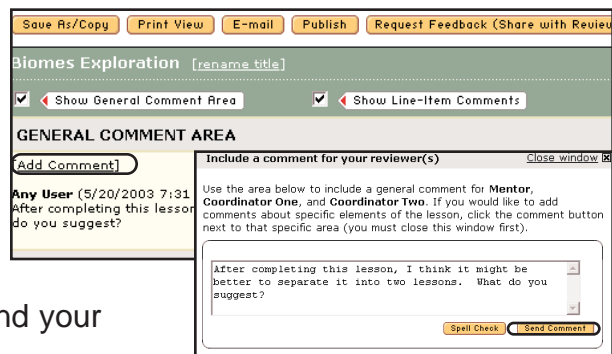 Save As/Copy Print View E-mail Publish Request Feedback (Share with
Biomes Exploration [rename title]
Show General Comment Area Show Line-Item Comments
GENERAL COMMENT AREA
[Add Comment]
Any User (5/20/2003 7:31
After completing this lesson
do you suggest?
Include a comment for your reviewer(s) Close window
Use the area below to include a general comment for Mentor,
Coordinator One, and Coordinator Two. If you would like to add
comments about specific elements of the lesson, click the comment button
next to that specific area (you must close this window first).
After completing this lesson, I think it might be
better to separate it into two lessons. What do you
suggest?
Spell Check Send Comment
your